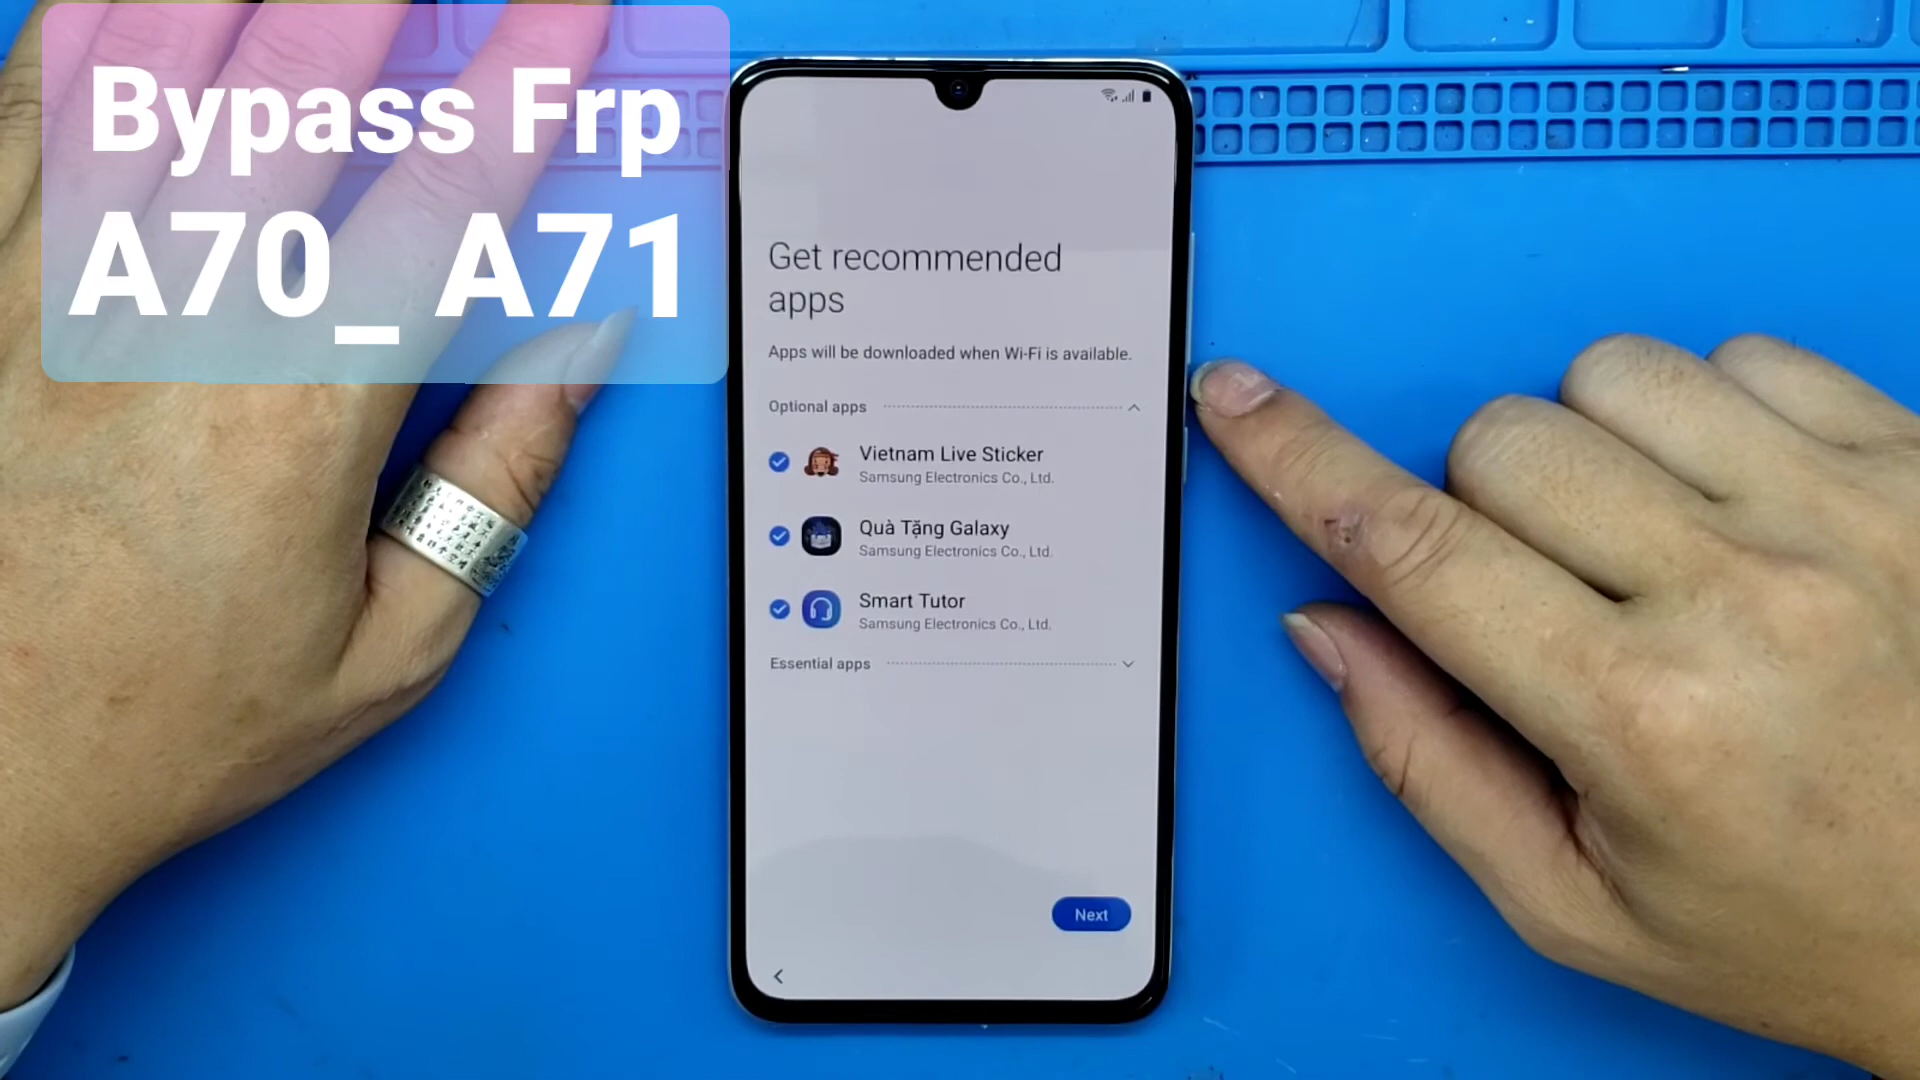 Bypass Frp
A70_ A71
Get recommended
apps
Apps will be downloaded when Wi-Fi is available.
Optional apps
Vietnam Live Sticker
Samsung Electronics Co., Ltd.
Quà Tặng Galaxy
Samsung Electronics Co., Ltd.
Smart Tutor
Samsung Electronics Co., Ltd.
Essential apps
Next